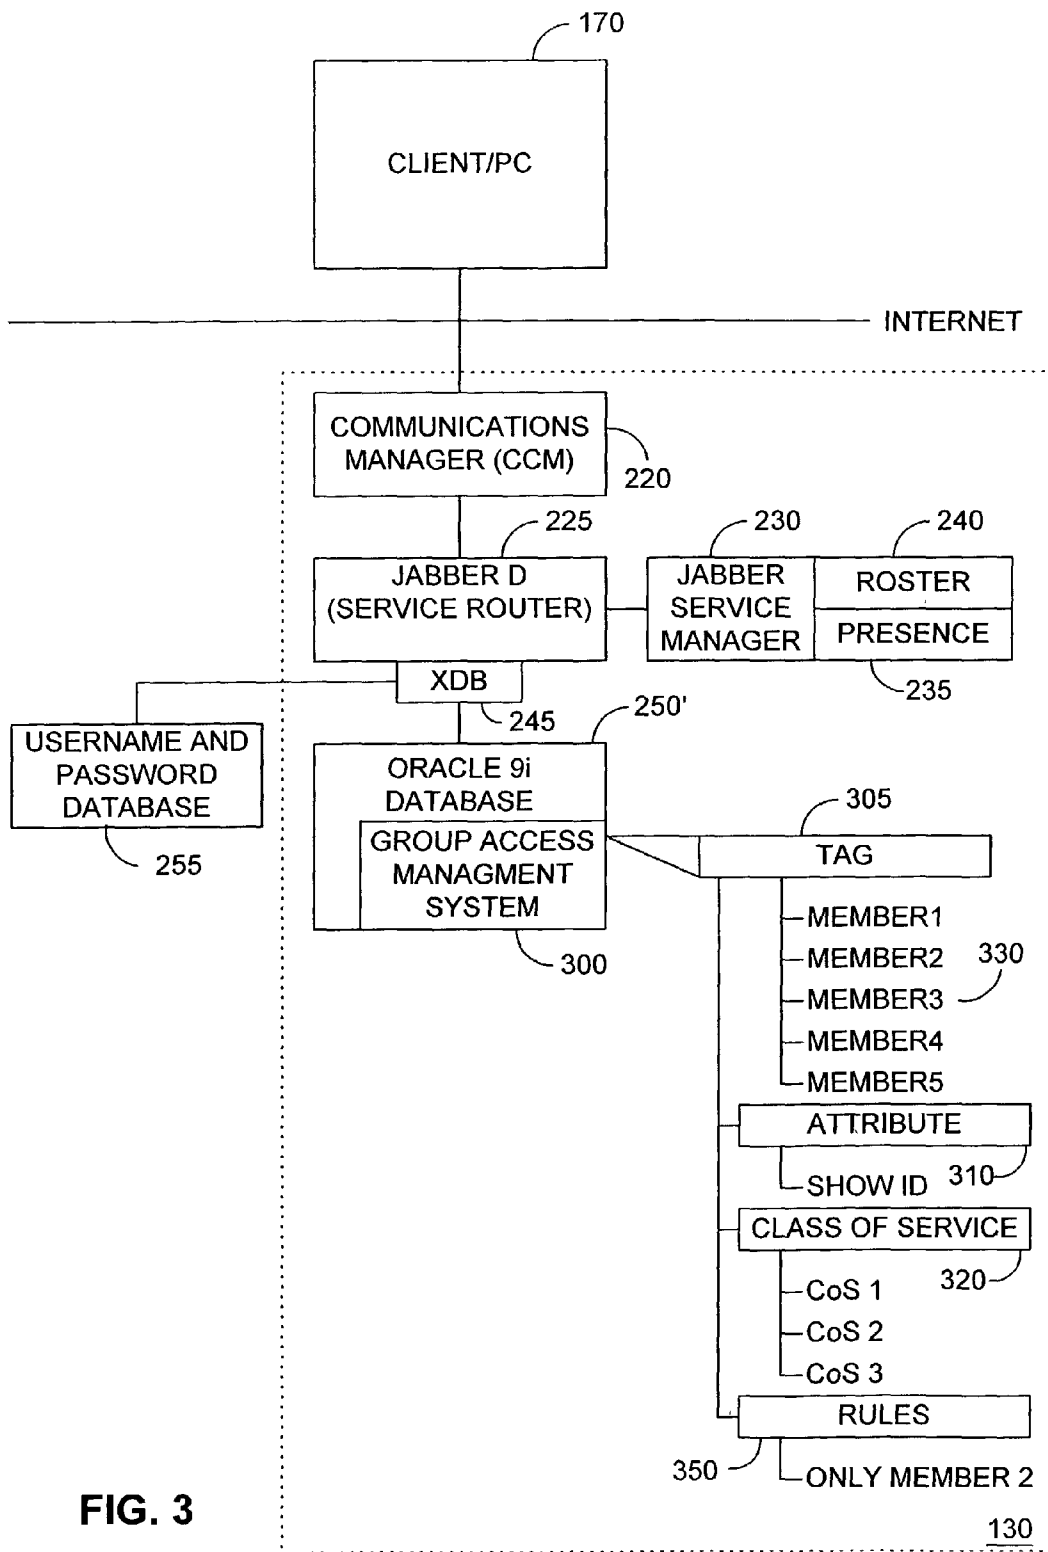 170
CLIENT/PC
INTERNET
COMMUNICATIONS
MANAGER (CCM)
220
225
JABBER D
(SERVICE ROUTER)
230
JABBER
SERVICE
MANAGER
240
ROSTER
PRESENCE
235
XDB
245
USERNAME AND
PASSWORD
DATABASE
255
250'
ORACLE 9i
DATABASE
GROUP ACCESS
MANAGMENT
SYSTEM
300
305
TAG
MEMBER1
MEMBER2
330
MEMBER3
MEMBER4
MEMBER5
ATTRIBUTE
310
SHOW ID
CLASS OF SERVICE
320
CoS 1
CoS 2
CoS 3
RULES
350
ONLY MEMBER 2
FIG. 3
130